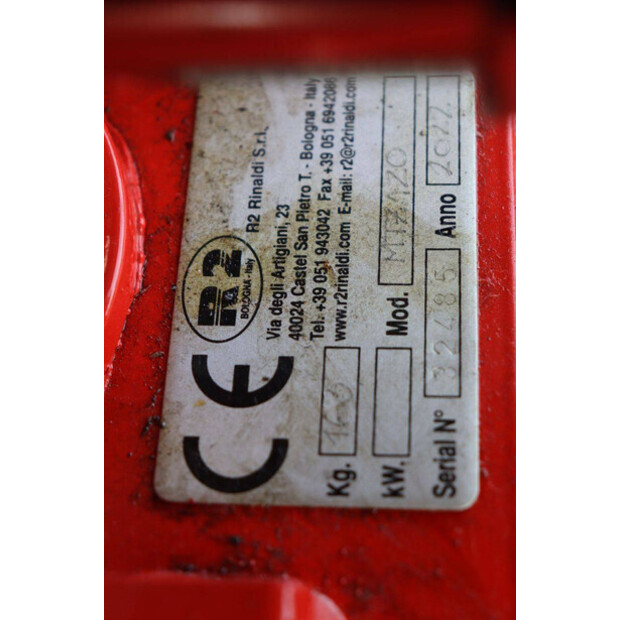 R2
BOLOGNA - Italy
R2 Rinaldi S.r.l.
Via degli Artigiani, 23
40024 Castel San Pietro T. - Bologna - Italy
Tel. +39 051 943042 Fax +39 051 6942086
www.r2rinaldi.com E-mail: r2@r2rinaldi.com
CE
Kg. 163
kW. Mod. MTZ120
Serial N° 32485 Anno 2022